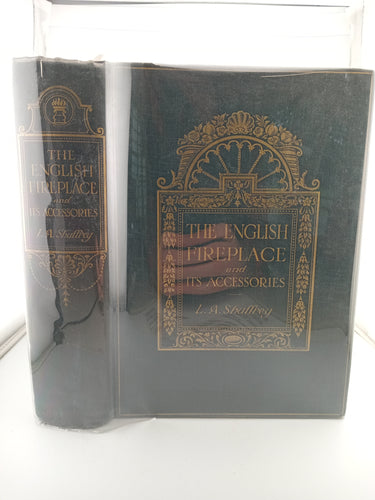 THE
ENGLISH
FIREPLACE
and
ITS ACCESSORIES
L.A. Shuffrey
THE ENGLISH
FIREPLACE
and
ITS ACCESSORIES
L.A. Shuffrey